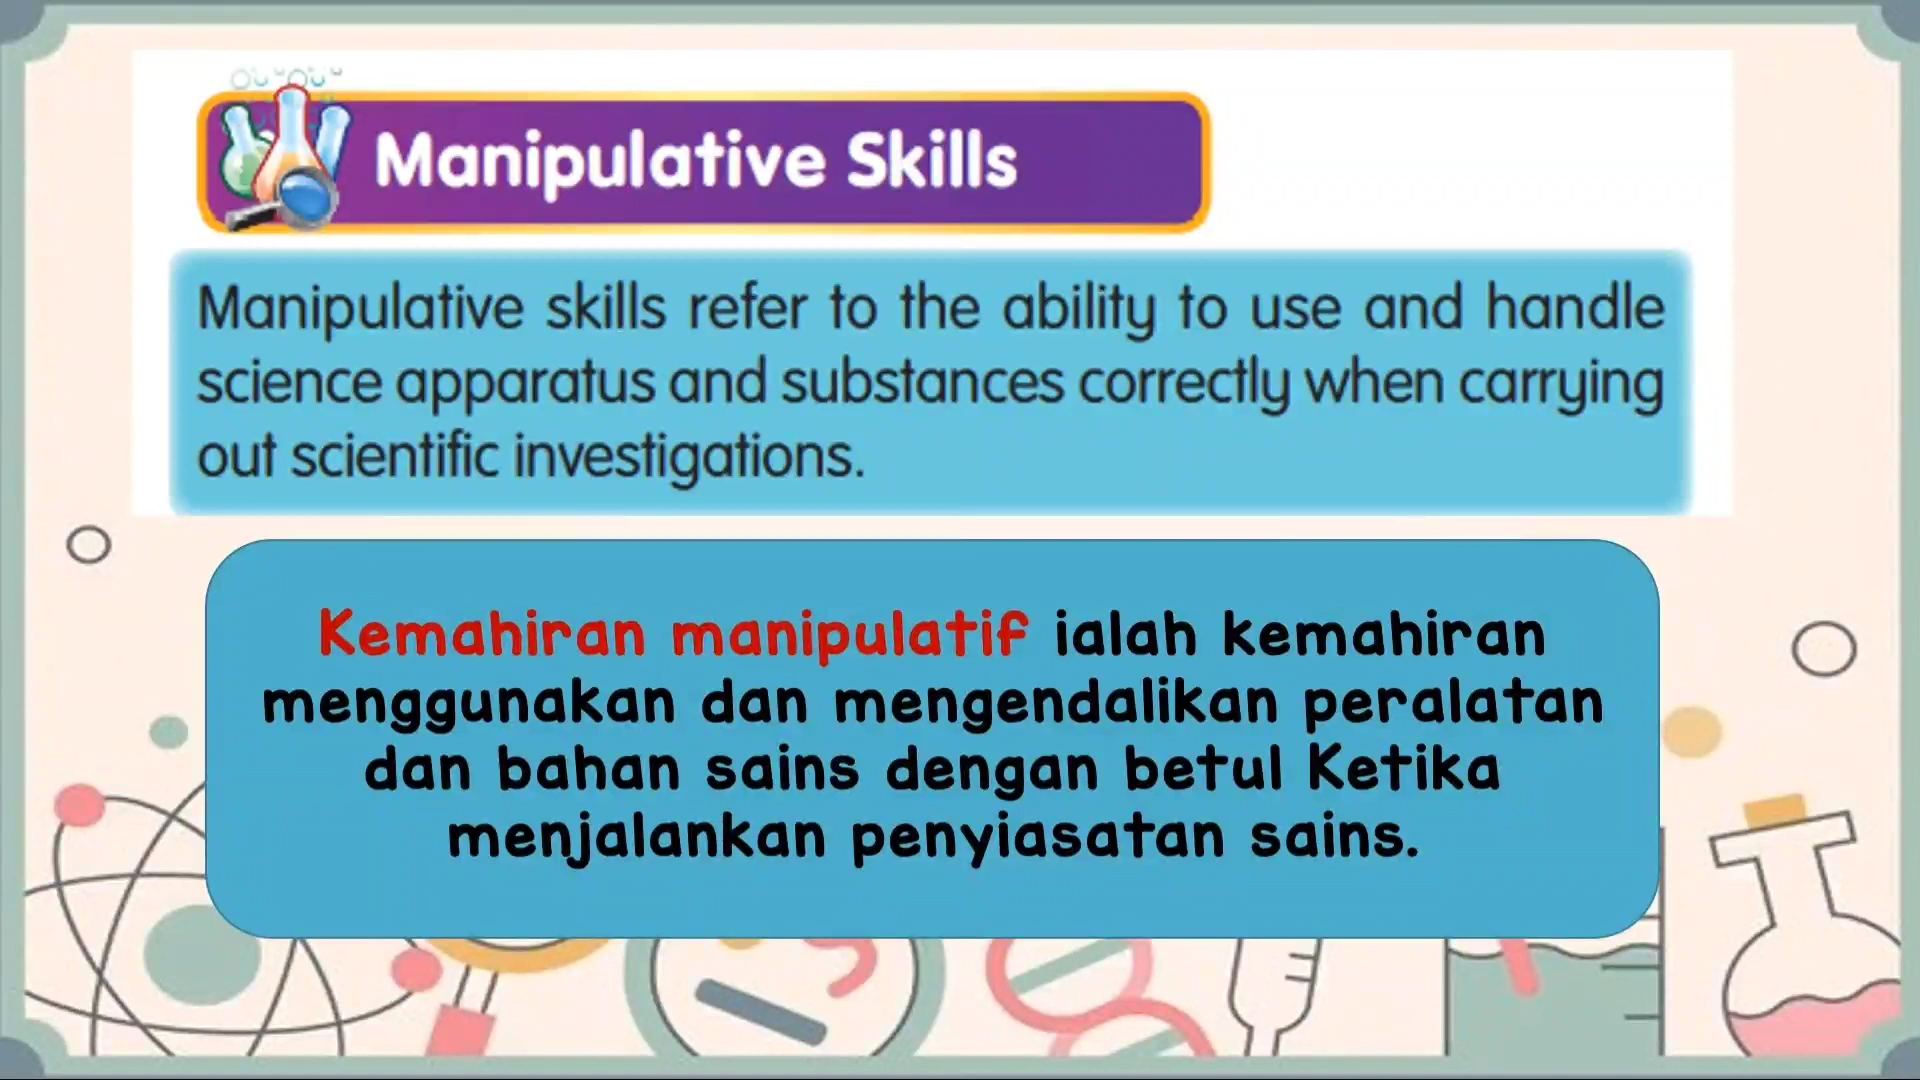 Manipulative Skills
Manipulative skills refer to the ability to use and handle
science apparatus and substances correctly when carrying
out scientific investigations.
Kemahiran manipulatif ialah kemahiran
menggunakan dan mengendalikan peralatan
dan bahan sains dengan betul Ketika
menjalankan penyiasatan sains.